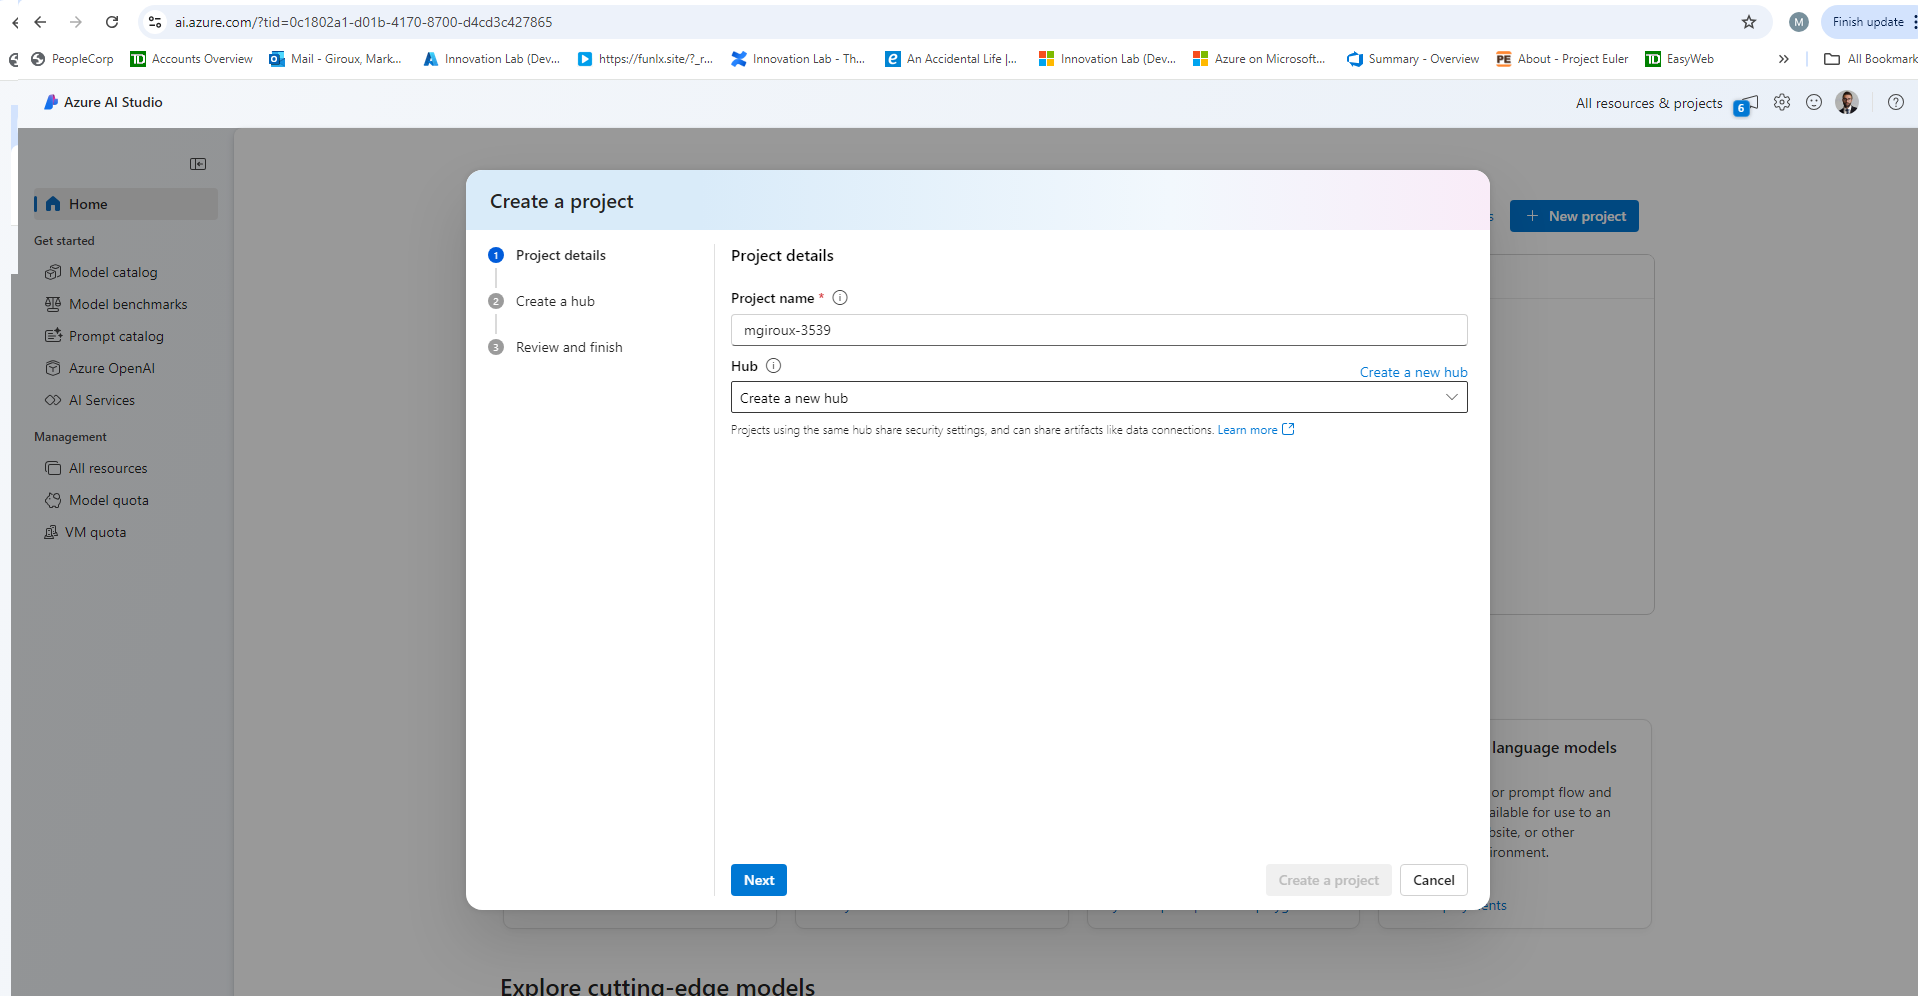 ai.azure.com/?tid=0c1802a1-d01b-4170-8700-d4cd3c427865
M
Finish update
PeopleCorp
TD Accounts Overview
Mail - Giroux, Mark...
Innovation Lab (Dev...
https://funlx.site/?_r...
Innovation Lab - Th...
An Accidental Life |...
Innovation Lab (Dev...
Azure on Microsoft...
Summary - Overview
PE About - Project Euler
TD EasyWeb
»
All Bookmark
Azure AI Studio
All resources & projects
6
Home
Get started
Model catalog
Model benchmarks
Prompt catalog
Azure OpenAI
AI Services
Management
All resources
Model quota
VM quota
+ New project
Create a project
1 Project details
2 Create a hub
3 Review and finish
Project details
Project name *
mgiroux-3539
Hub
Create a new hub
Create a new hub
Projects using the same hub share security settings, and can share artifacts like data connections. Learn more
Next
Create a project
Cancel
language models
or prompt flow and
ailable for use to an
osite, or other
ironment.
ents
Explore cutting-edge models